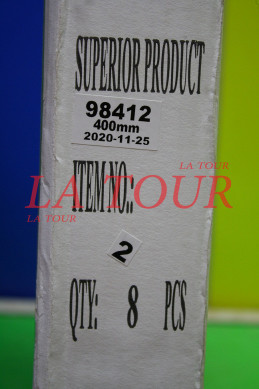 SUPERIOR PRODUCT
98412
400mm
2020-11-25
LA TOUR
LA TOUR
ITEM NO.:
LA TOUR
2
QTY: 8 PCS